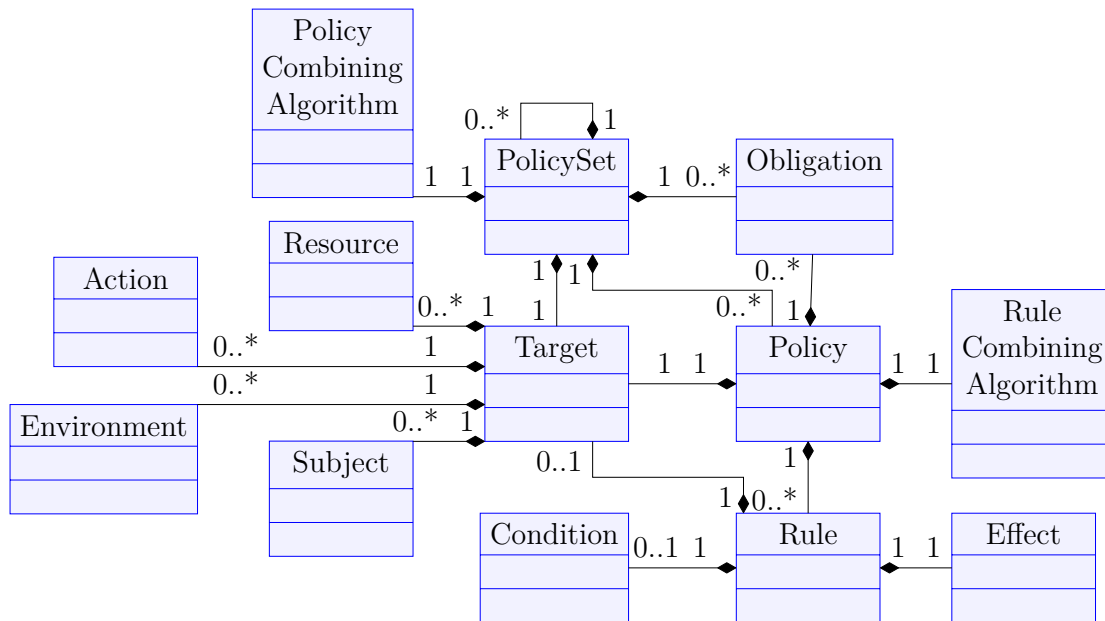 Policy
Combining
Algorithm
0..*
1
PolicySet
Obligation
1
1
1
0..*
Resource
Action
1
1
0..*
0..*
1
0..*
1
1
0..*
1
Rule
Combining
Algorithm
0..*
1
Target
Policy
1
1
1
1
0..*
1
Environment
0..*
1
Subject
0..1
1
1
0..*
Condition
Rule
Effect
0..1
1
1
1